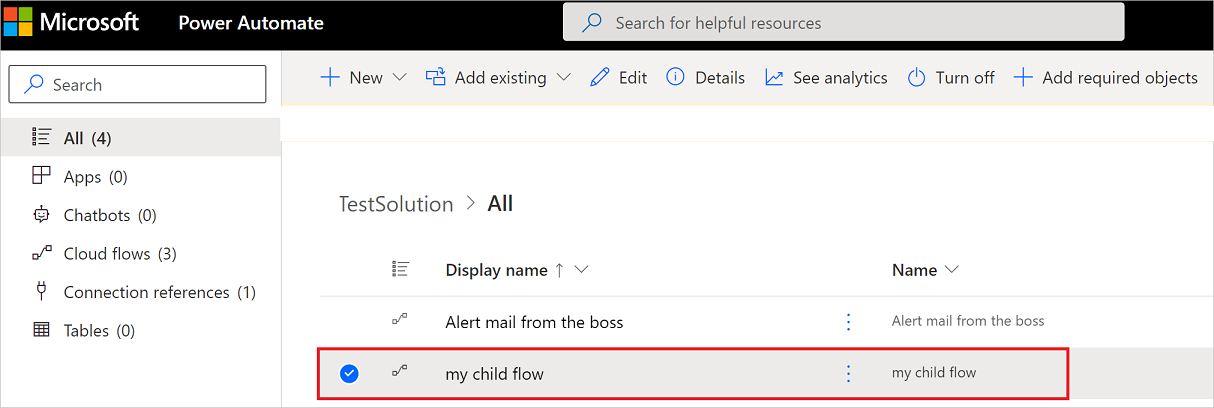 Microsoft Power Automate Search for helpful resources
Search
New Add existing Edit Details See analytics Turn off Add required objects
All (4)
Apps (0)
Chatbots (0)
Cloud flows (3)
Connection references (1)
Tables (0)
TestSolution > All
Display name ↑ Name
Alert mail from the boss Alert mail from the boss
my child flow my child flow